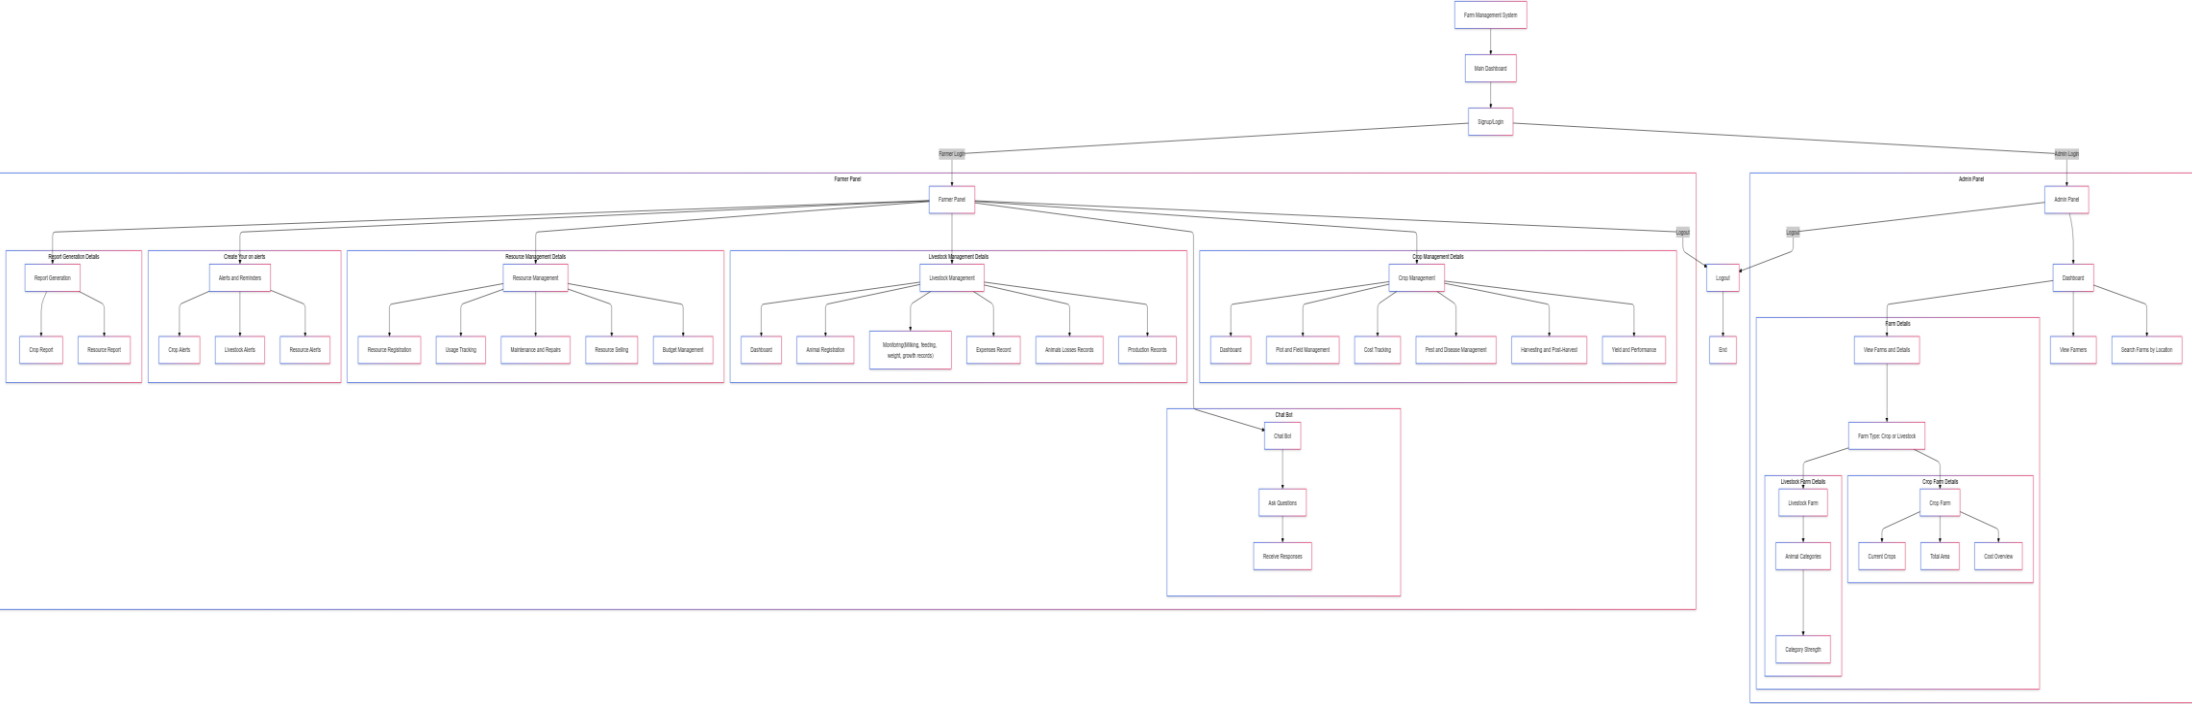 Farm Management System
Main Dashboard
Signup/Login
Farmer Login
Admin Login
Farmer Panel
Admin Panel
Farmer Panel
Admin Panel
Logout
Logout
Report Generation Details
Create Your on alerts
Resource Management Details
Livestock Management Details
Crop Management Details
Report Generation
Alerts and Reminders
Resource Management
Livestock Management
Crop Management
Logout
Dashboard
Farm Details
Crop Report
Resource Report
Crop Alerts
Livestock Alerts
Resource Alerts
Resource Registration
Usage Tracking
Maintenance and Repairs
Resource Selling
Budget Management
Dashboard
Animal Registration
Monitoring(Milking, feeding,
weight, growth records)
Expenses Record
Animals Losses Records
Production Records
Dashboard
Plot and Field Management
Cost Tracking
Pest and Disease Management
Harvesting and Post-Harvest
Yield and Performance
End
View Farms and Details
View Farmers
Search Farms by Location
Chat Bot
Chat Bot
Farm Type: Crop or Livestock
Livestock Farm Details
Crop Farm Details
Ask Questions
Livestock Farm
Crop Farm
Receive Responses
Animal Categories
Current Crops
Total Area
Cost Overview
Category Strength